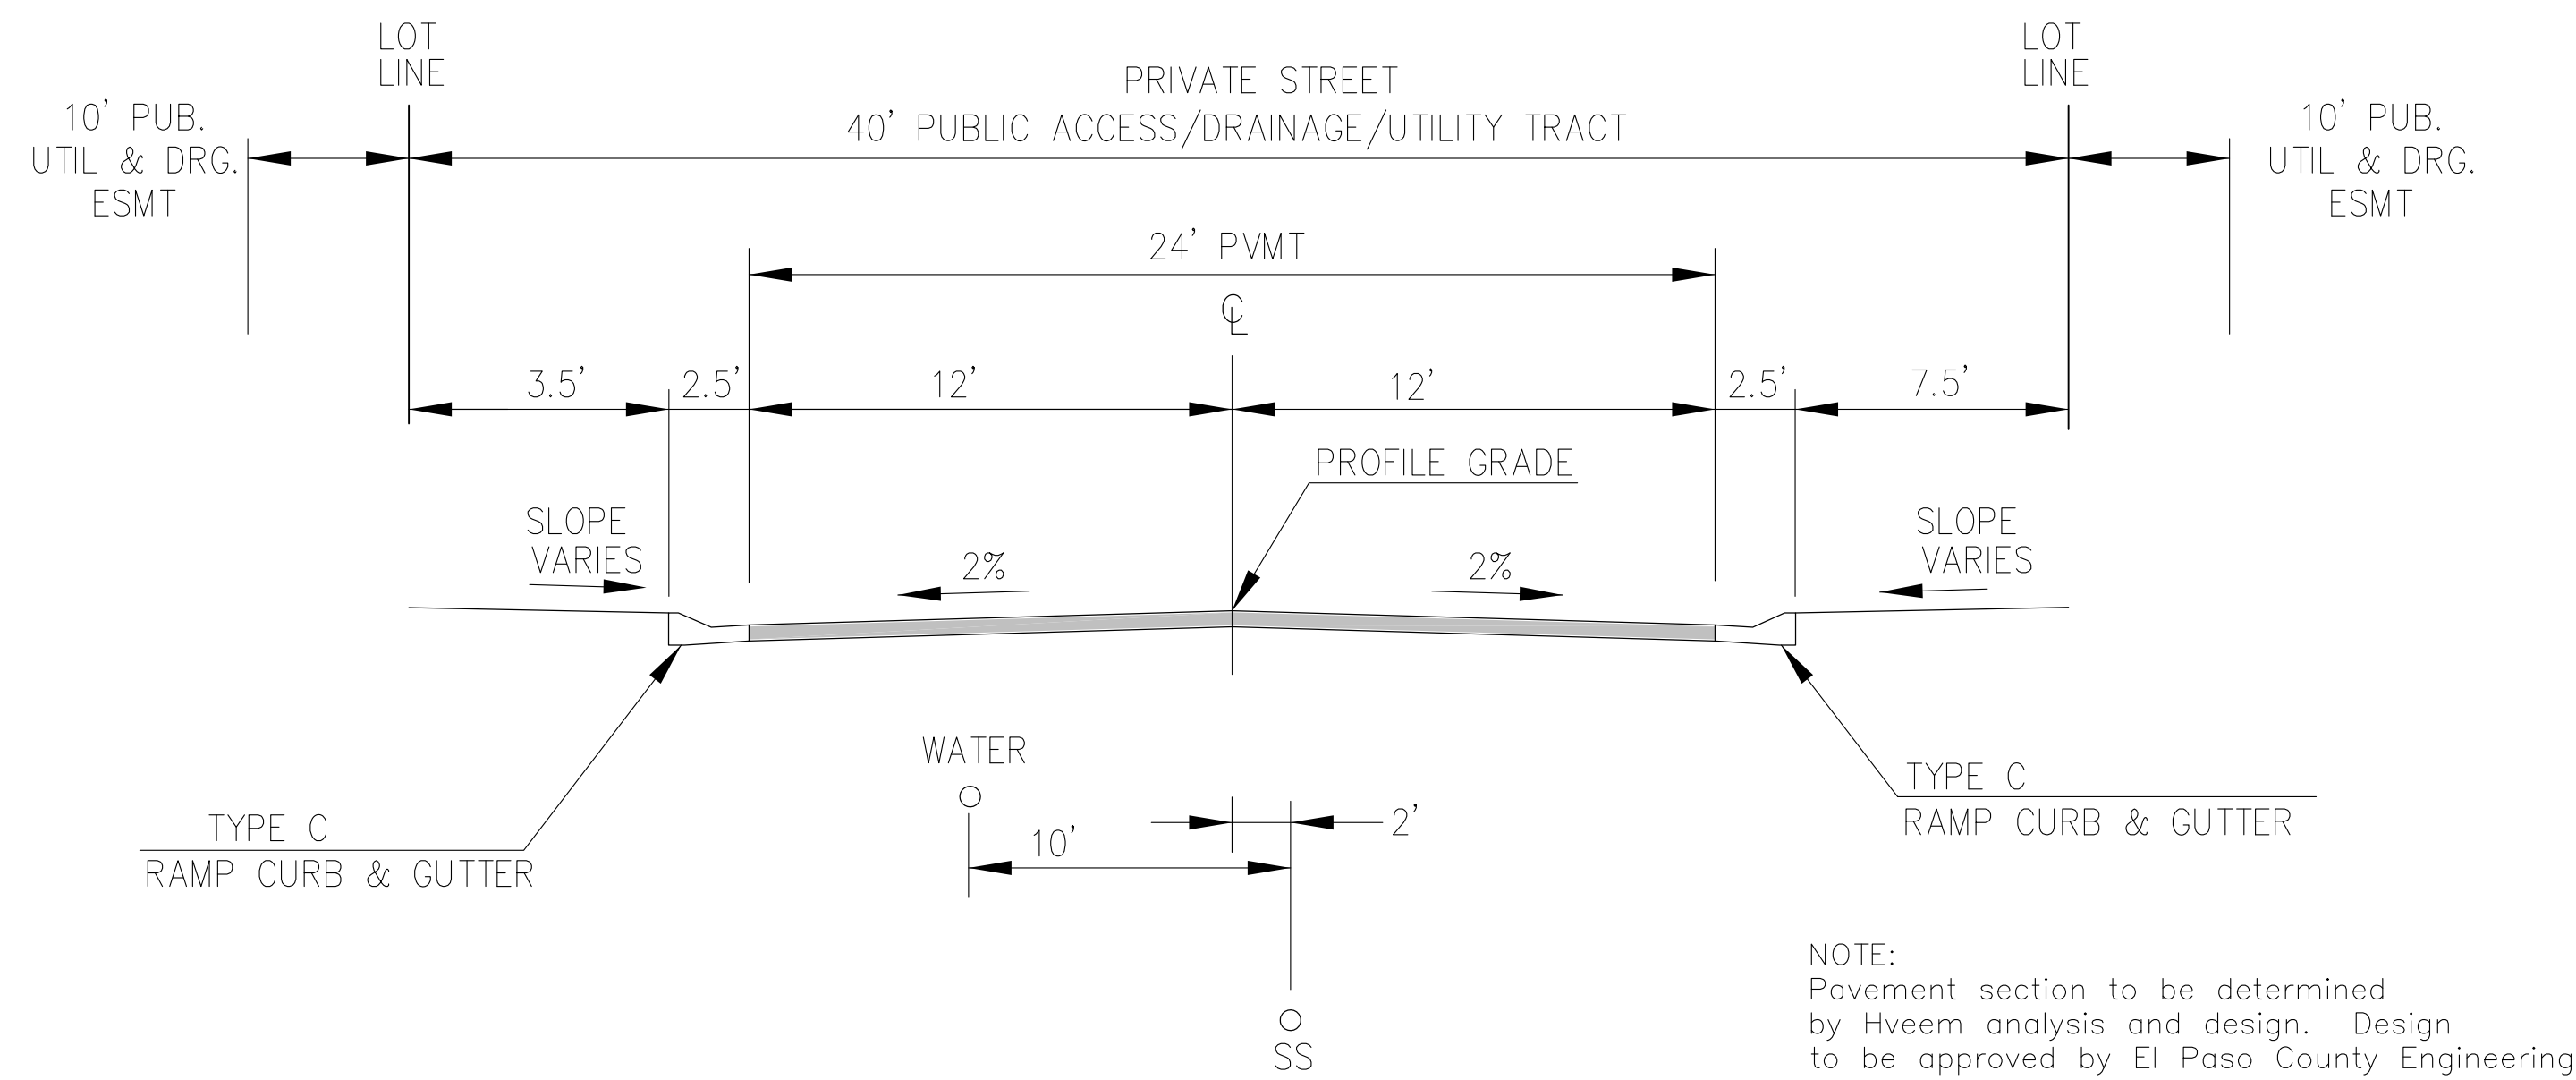 LOT
LINE
LOT
LINE
PRIVATE STREET
40' PUBLIC ACCESS/DRAINAGE/UTILITY TRACT
10' PUB.
UTIL & DRG.
ESMT
10' PUB.
UTIL & DRG.
ESMT
24' PVMT
℄
3.5'
2.5'
12'
12'
2.5'
7.5'
PROFILE GRADE
SLOPE
VARIES
2%
2%
SLOPE
VARIES
WATER
TYPE C
RAMP CURB & GUTTER
10'
2'
TYPE C
RAMP CURB & GUTTER
SS
NOTE:
Pavement section to be determined
by Hveem analysis and design. Design
to be approved by El Paso County Engineering